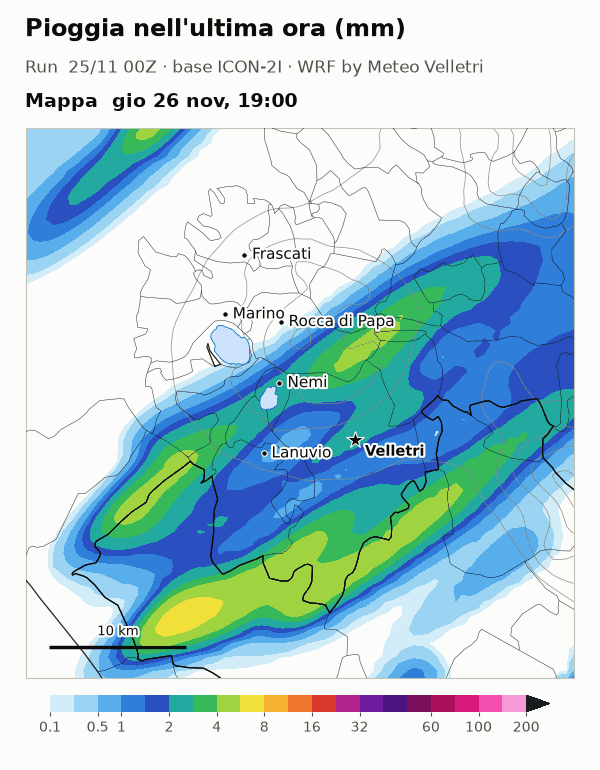 Pioggia nell'ultima ora (mm)
Run  25/11 00Z · base ICON-2I · WRF by Meteo Velletri
Mappa  gio 26 nov, 19:00
Frascati
Marino
Rocca di Papa
Nemi
Lanuvio
Velletri
10 km
0.1 0.5 1 2 4 8 16 32 60 100 200